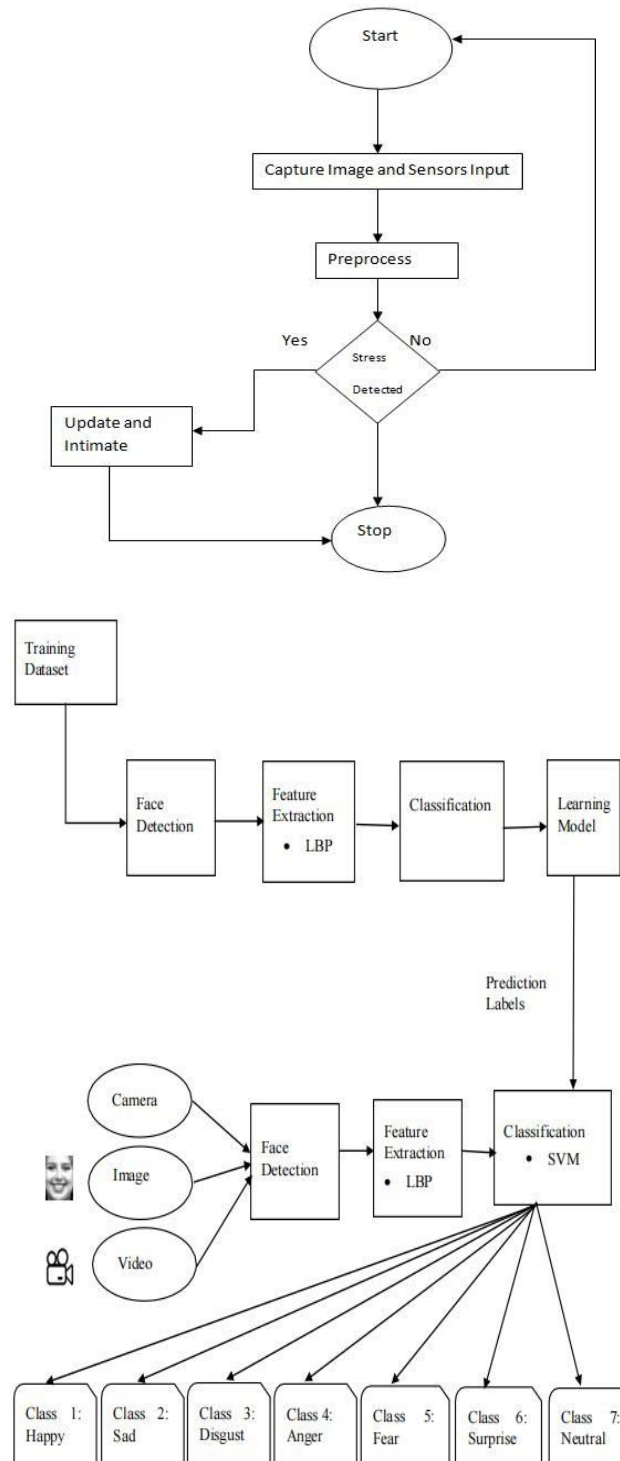 Start
Capture Image and Sensors Input
Preprocess
Yes
No
Stress
Detected
Update and
Intimate
Stop
Training
Dataset
Face
Detection
Feature
Extraction
• LBP
Classification
Learning
Model
Prediction
Labels
Camera
Image
Video
Face
Detection
Feature
Extraction
• LBP
Classification
• SVM
Class 1:
Happy
Class 2:
Sad
Class 3:
Disgust
Class 4:
Anger
Class 5:
Fear
Class 6:
Surprise
Class 7:
Neutral